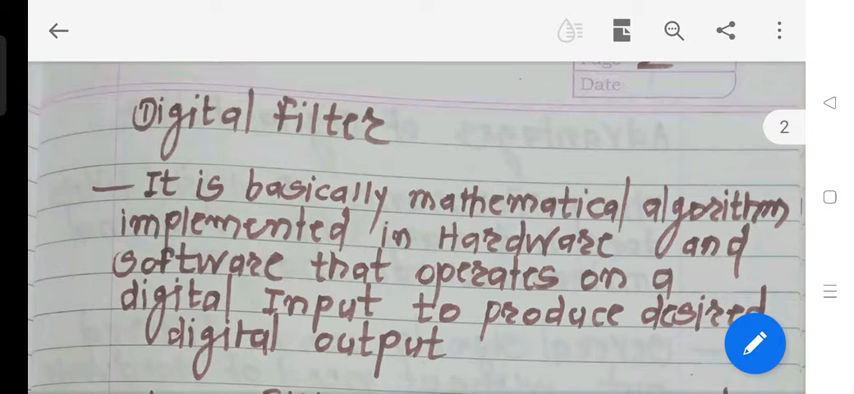 Date
2
Digital Filter
— It is basically mathematical algorithm
implemented in Hardware and
software that operates on a
digital Input to produce desired
digital output